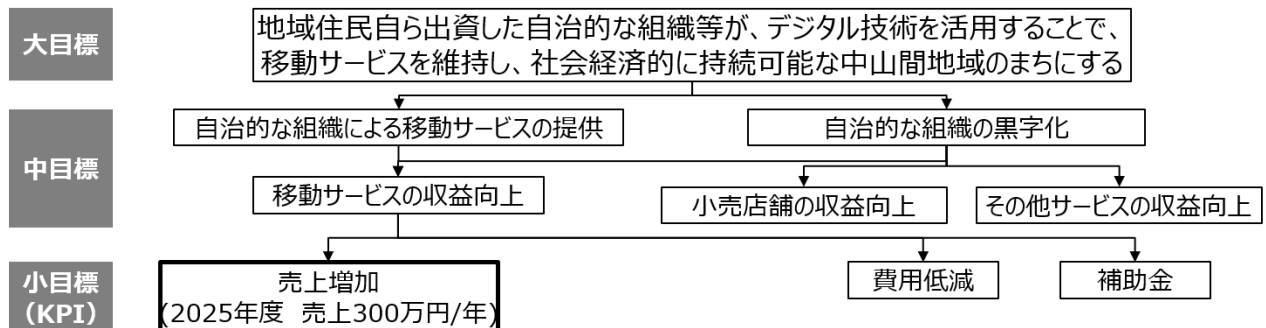 大目標
地域住民自ら出資した自治的な組織等が、デジタル技術を活用することで、
移動サービスを維持し、社会経済的に持続可能な中山間地域のまちにする
中目標
自治的な組織による移動サービスの提供
自治的な組織の黒字化
移動サービスの収益向上
小売店舗の収益向上
その他サービスの収益向上
小目標
（KPI）
売上増加
(2025年度 売上300万円/年)
費用低減
補助金